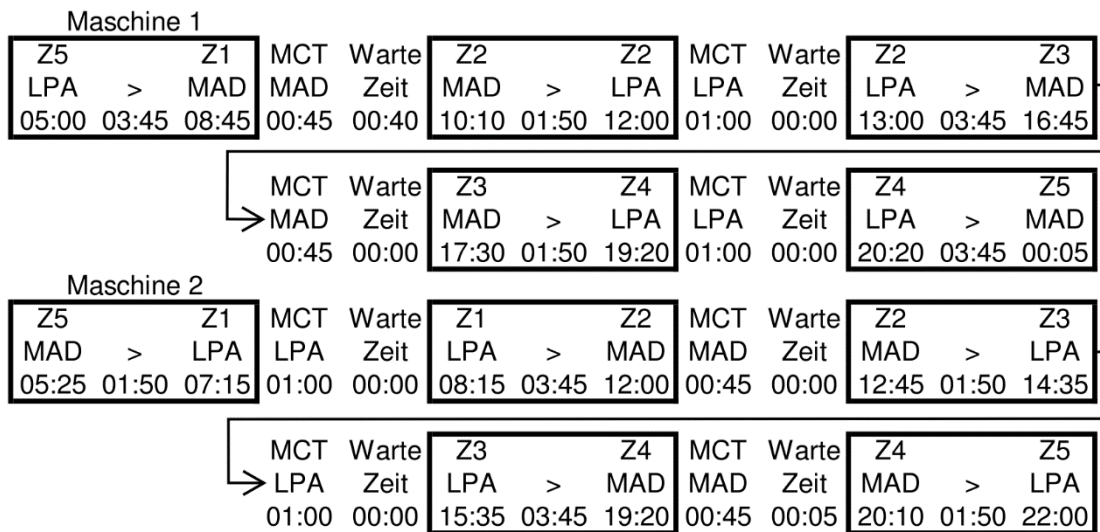 Maschine 1
Z5 Z1 MCT Warte Z2 Z2 MCT Warte Z2 Z3
LPA > MAD MAD Zeit MAD > LPA LPA Zeit LPA > MAD
05:00 03:45 08:45 00:45 00:40 10:10 01:50 12:00 01:00 00:00 13:00 03:45 16:45
MCT Warte Z3 Z4 MCT Warte Z4 Z5
MAD Zeit MAD > LPA LPA Zeit LPA > MAD
00:45 00:00 17:30 01:50 19:20 01:00 00:00 20:20 03:45 00:05
Maschine 2
Z5 Z1 MCT Warte Z1 Z2 MCT Warte Z2 Z3
MAD > LPA LPA Zeit LPA > MAD MAD Zeit MAD > LPA
05:25 01:50 07:15 01:00 00:00 08:15 03:45 12:00 00:45 00:00 12:45 01:50 14:35
MCT Warte Z3 Z4 MCT Warte Z4 Z5
LPA Zeit LPA > MAD MAD Zeit MAD > LPA
01:00 00:00 15:35 03:45 19:20 00:45 00:05 20:10 01:50 22:00